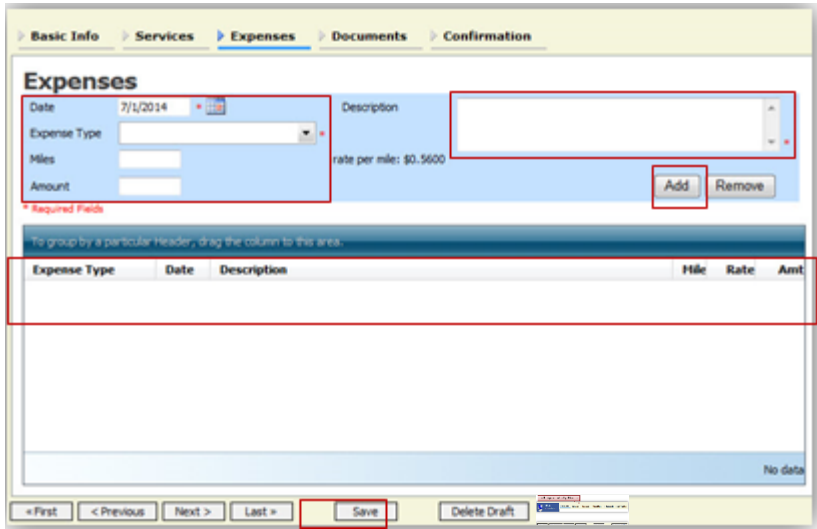 Basic Info Services Expenses Documents Confirmation
Expenses
Date 7/1/2014 * Description
Expense Type *
*
Miles rate per mile: $0.5600
Amount Add Remove
* Required Fields
To group by a particular Header, drag the column to this area.
Expense Type Date Description Mile Rate Amt
No data
«First <Previous Next > Last » Save Delete Draft